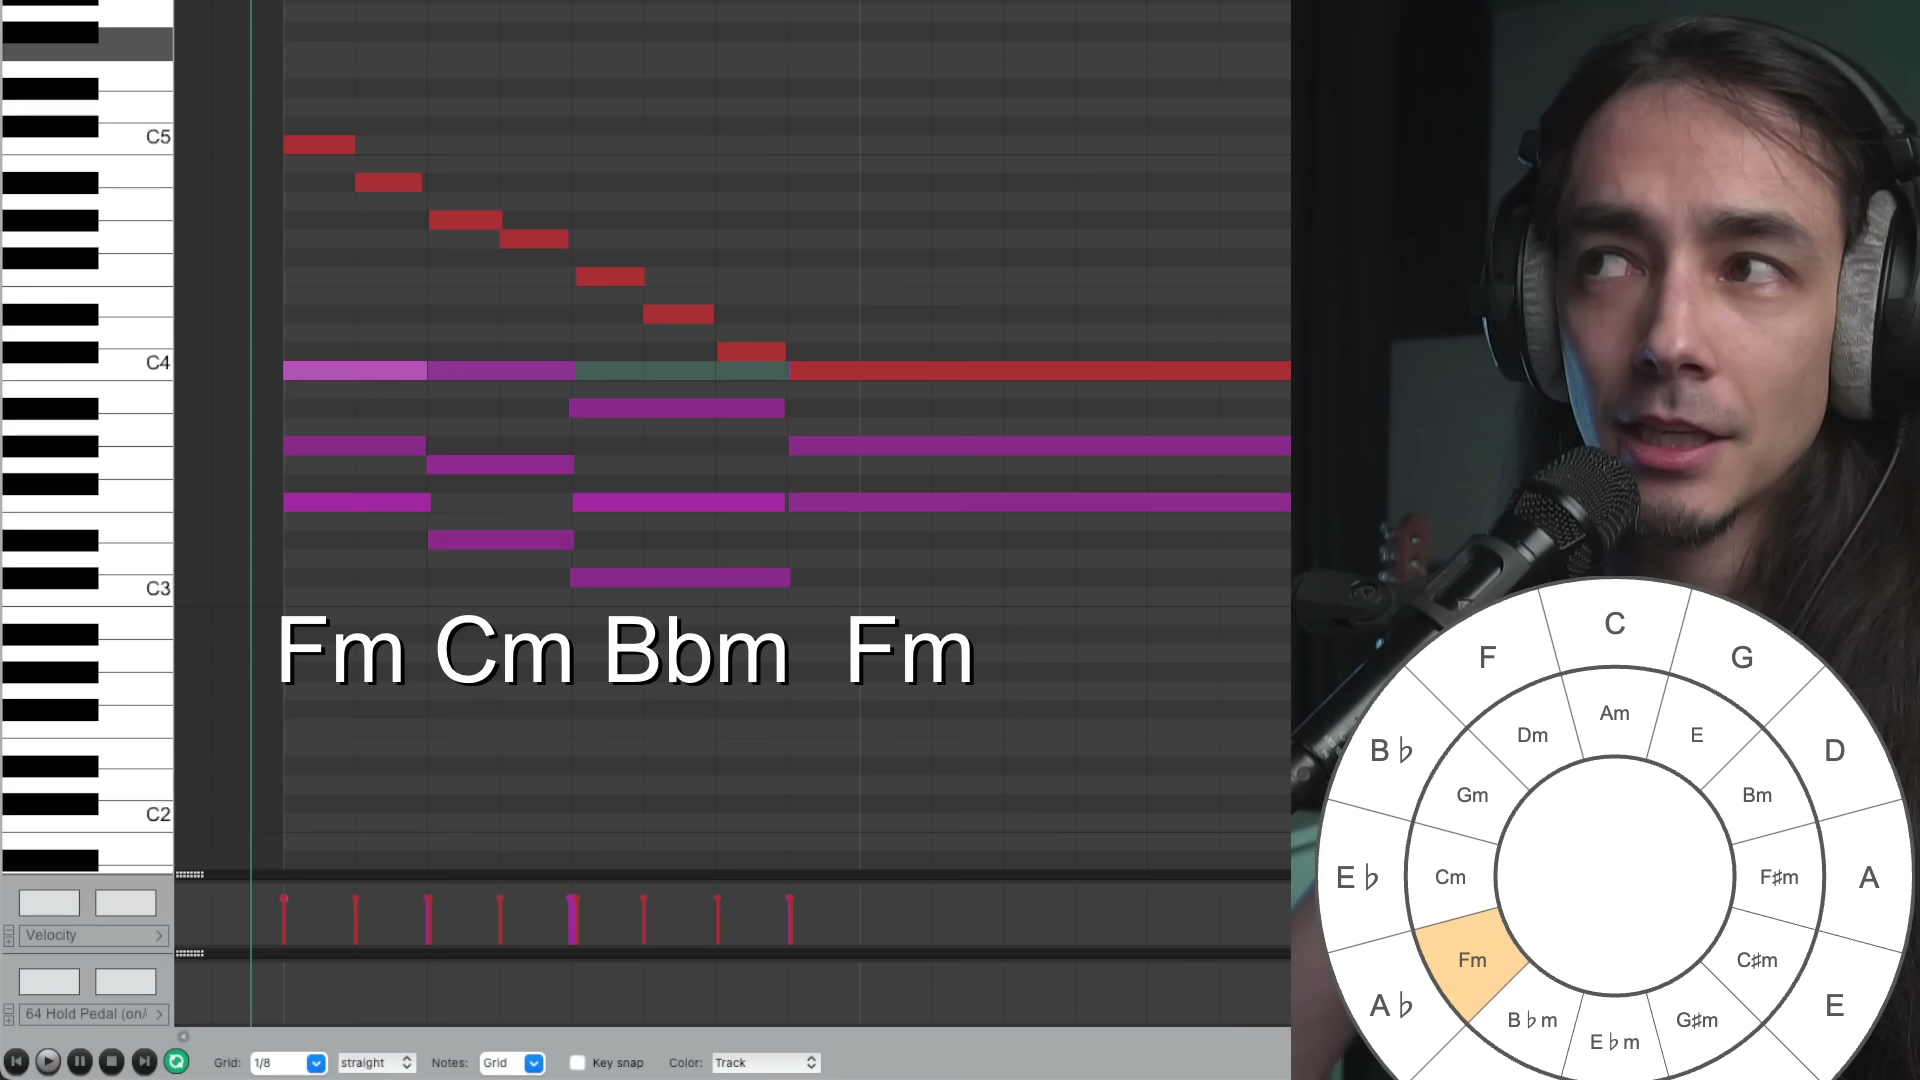 C5
C4
C3
C2
Fm Cm Bbm Fm
Velocity
64 Hold Pedal (on/
Grid: 1/8 straight Notes: Grid Key snap Color: Track
C
F
G
B♭
D
E♭
A
A♭
E
Am
Dm
E
Gm
Bm
Cm
F♯m
Fm
C♯m
B♭m
G♯m
E♭m